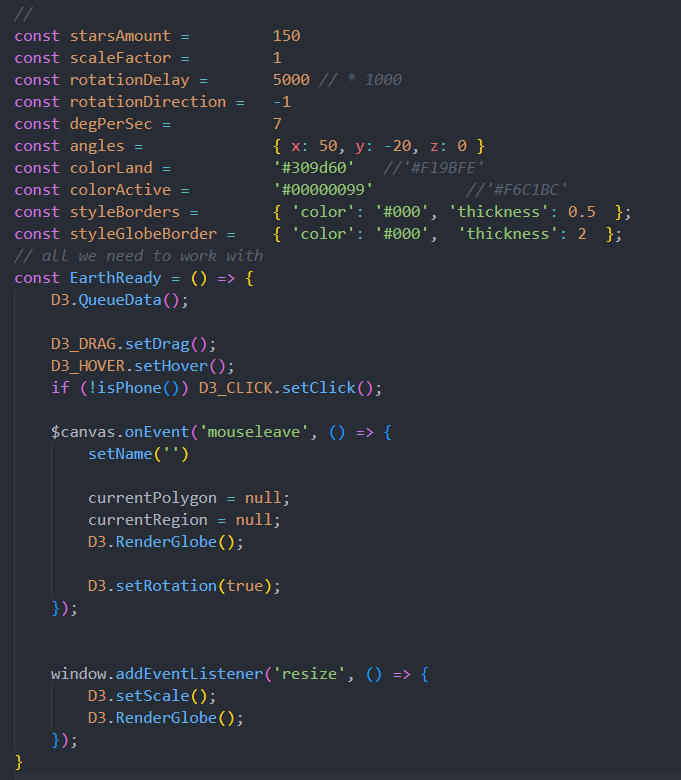 //
const starsAmount =         150
const scaleFactor =         1
const rotationDelay =       5000 // * 1000
const rotationDirection =   -1
const degPerSec =           7
const angles =              { x: 50, y: -20, z: 0 }
const colorLand =           '#309d60'   //'#F19BFE'
const colorActive =         '#00000099'          //'#F6C1BC'
const styleBorders =        { 'color': '#000', 'thickness': 0.5  };
const styleGlobeBorder =    { 'color': '#000',  'thickness': 2  };
// all we need to work with
const EarthReady = () => {
    D3.QueueData();

    D3_DRAG.setDrag();
    D3_HOVER.setHover();
    if (!isPhone()) D3_CLICK.setClick();

    $canvas.onEvent('mouseleave', () => {
        setName('')

        currentPolygon = null;
        currentRegion = null;
        D3.RenderGlobe();

        D3.setRotation(true);
    });


    window.addEventListener('resize', () => {
        D3.setScale();
        D3.RenderGlobe();
    });
}